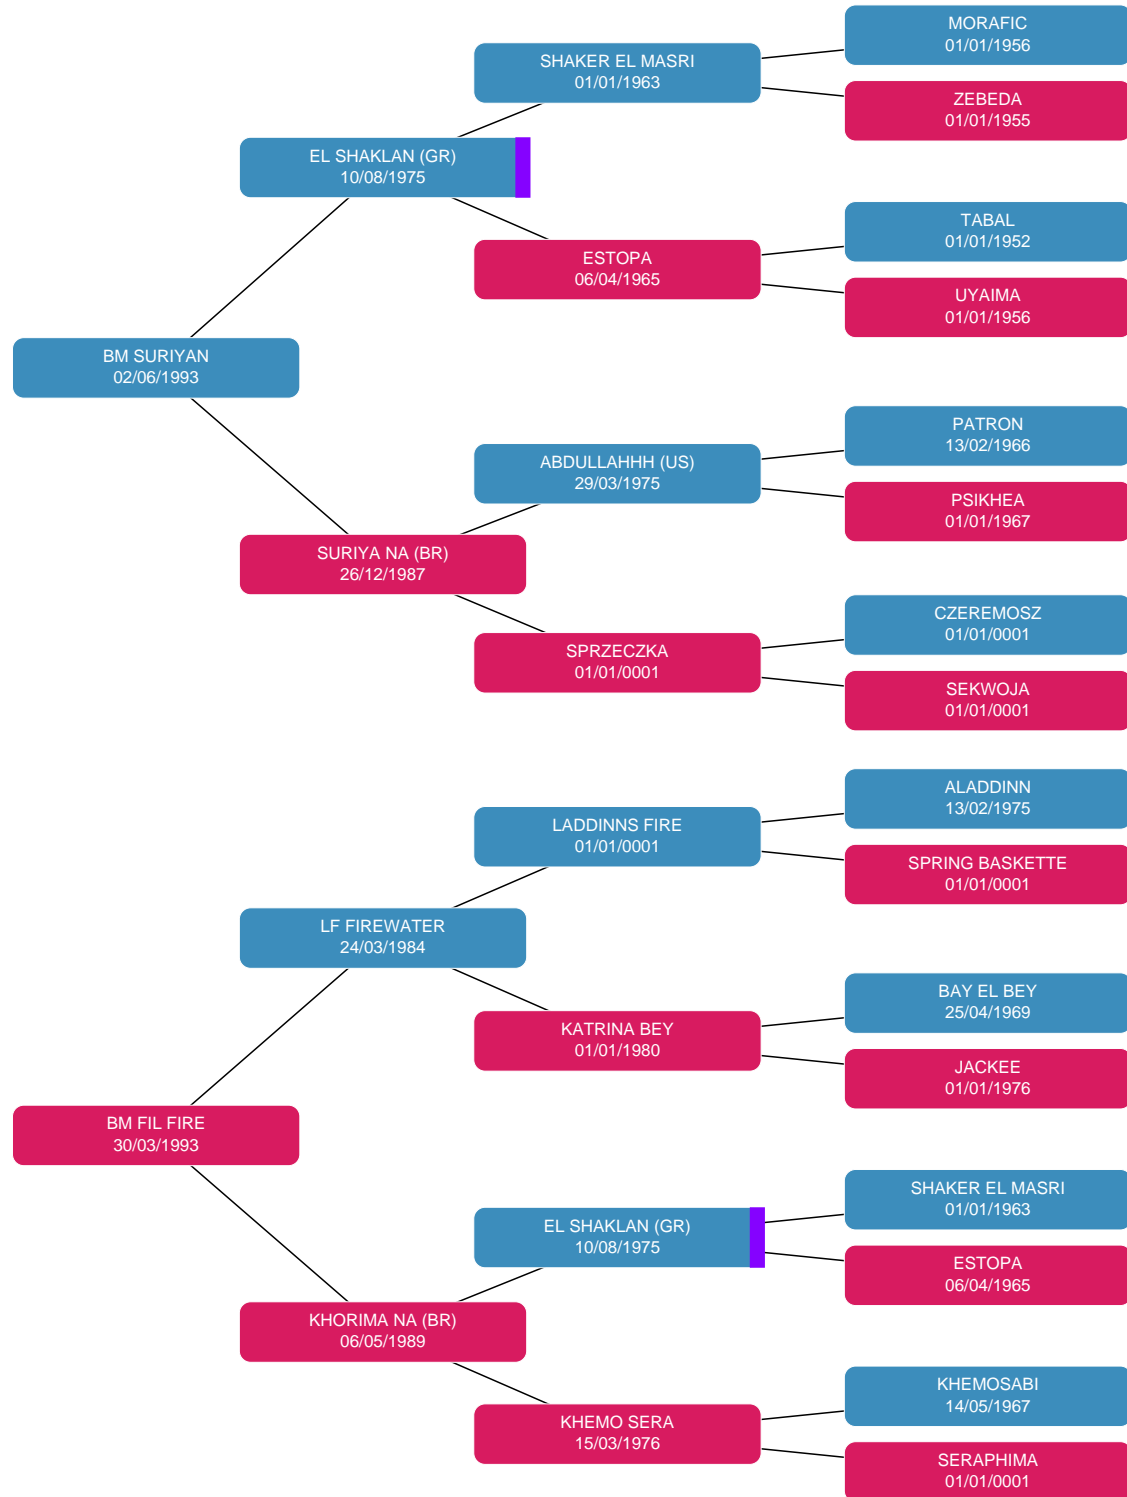 MORAFIC
01/01/1956
SHAKER EL MASRI
01/01/1963
ZEBEDA
01/01/1955
EL SHAKLAN (GR)
10/08/1975
TABAL
01/01/1952
ESTOPA
06/04/1965
UYAIMA
01/01/1956
BM SURIYAN
02/06/1993
PATRON
13/02/1966
ABDULLAHHH (US)
29/03/1975
PSIKHEA
01/01/1967
SURIYA NA (BR)
26/12/1987
CZEREMOSZ
01/01/0001
SPRZECZKA
01/01/0001
SEKWOJA
01/01/0001
ALADDINN
13/02/1975
LADDINNS FIRE
01/01/0001
SPRING BASKETTE
01/01/0001
LF FIREWATER
24/03/1984
BAY EL BEY
25/04/1969
KATRINA BEY
01/01/1980
JACKEE
01/01/1976
BM FIL FIRE
30/03/1993
SHAKER EL MASRI
01/01/1963
EL SHAKLAN (GR)
10/08/1975
ESTOPA
06/04/1965
KHORIMA NA (BR)
06/05/1989
KHEMOSABI
14/05/1967
KHEMO SERA
15/03/1976
SERAPHIMA
01/01/0001